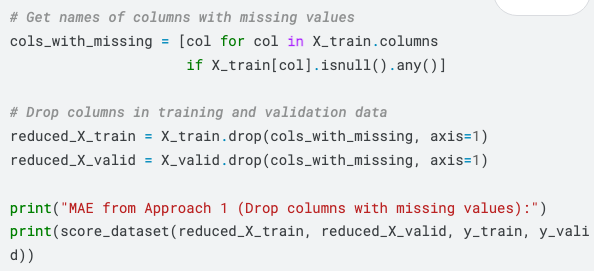 # Get names of columns with missing values
cols_with_missing = [col for col in X_train.columns
                     if X_train[col].isnull().any()]

# Drop columns in training and validation data
reduced_X_train = X_train.drop(cols_with_missing, axis=1)
reduced_X_valid = X_valid.drop(cols_with_missing, axis=1)

print("MAE from Approach 1 (Drop columns with missing values):")
print(score_dataset(reduced_X_train, reduced_X_valid, y_train, y_vali
d))